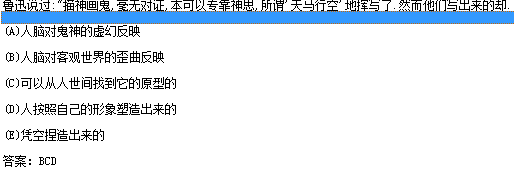 鲁迅说过:"描神画鬼,毫无对证,本可以专靠神思,所谓'天马行空'地挥写了.然而他们写出来的却.
(A)人脑对鬼神的虚幻反映
(B)人脑对客观世界的歪曲反映
(C)可以从人世间找到它的原型的
(D)人按照自己的形象塑造出来的
(E)凭空捏造出来的
答案: BCD